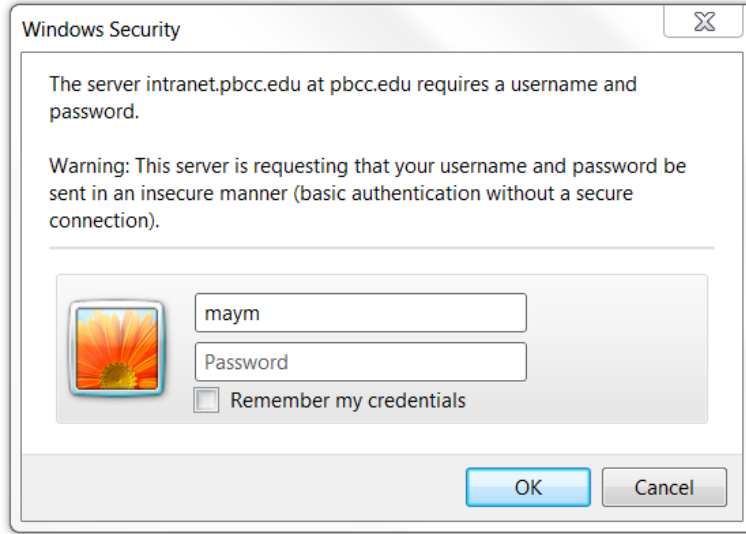 Windows Security
The server intranet.pbcc.edu at pbcc.edu requires a username and
password.
Warning: This server is requesting that your username and password be
sent in an insecure manner (basic authentication without a secure
connection).
maym
Password
Remember my credentials
OK Cancel